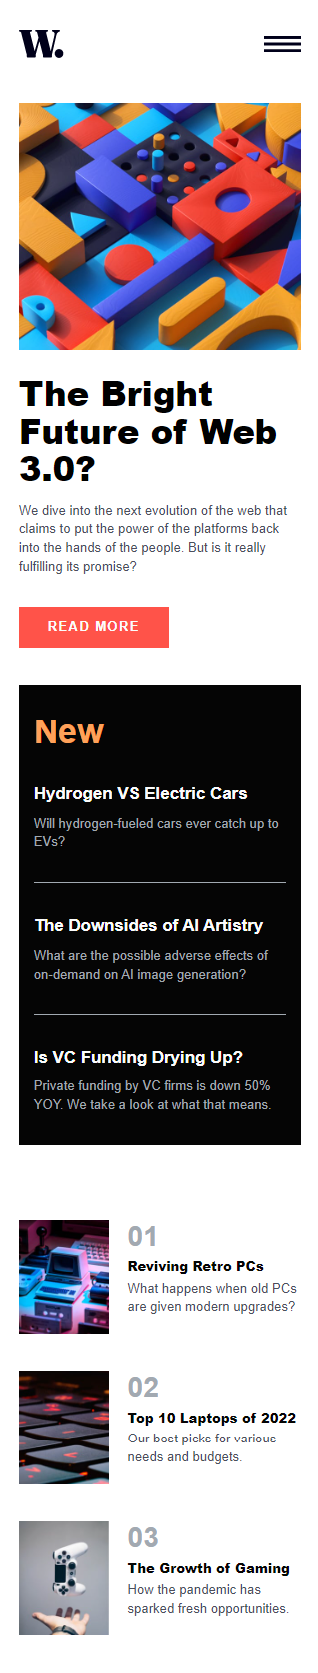 W.
The Bright
Future of Web
3.0?
We dive into the next evolution of the web that
claims to put the power of the platforms back
into the hands of the people. But is it really
fulfilling its promise?
READ MORE
New
Hydrogen VS Electric Cars
Will hydrogen-fueled cars ever catch up to
EVs?
The Downsides of AI Artistry
What are the possible adverse effects of
on-demand on AI image generation?
Is VC Funding Drying Up?
Private funding by VC firms is down 50%
YOY. We take a look at what that means.
01
Reviving Retro PCs
What happens when old PCs
are given modern upgrades?
02
Top 10 Laptops of 2022
Our best picks for various
needs and budgets.
03
The Growth of Gaming
How the pandemic has
sparked fresh opportunities.